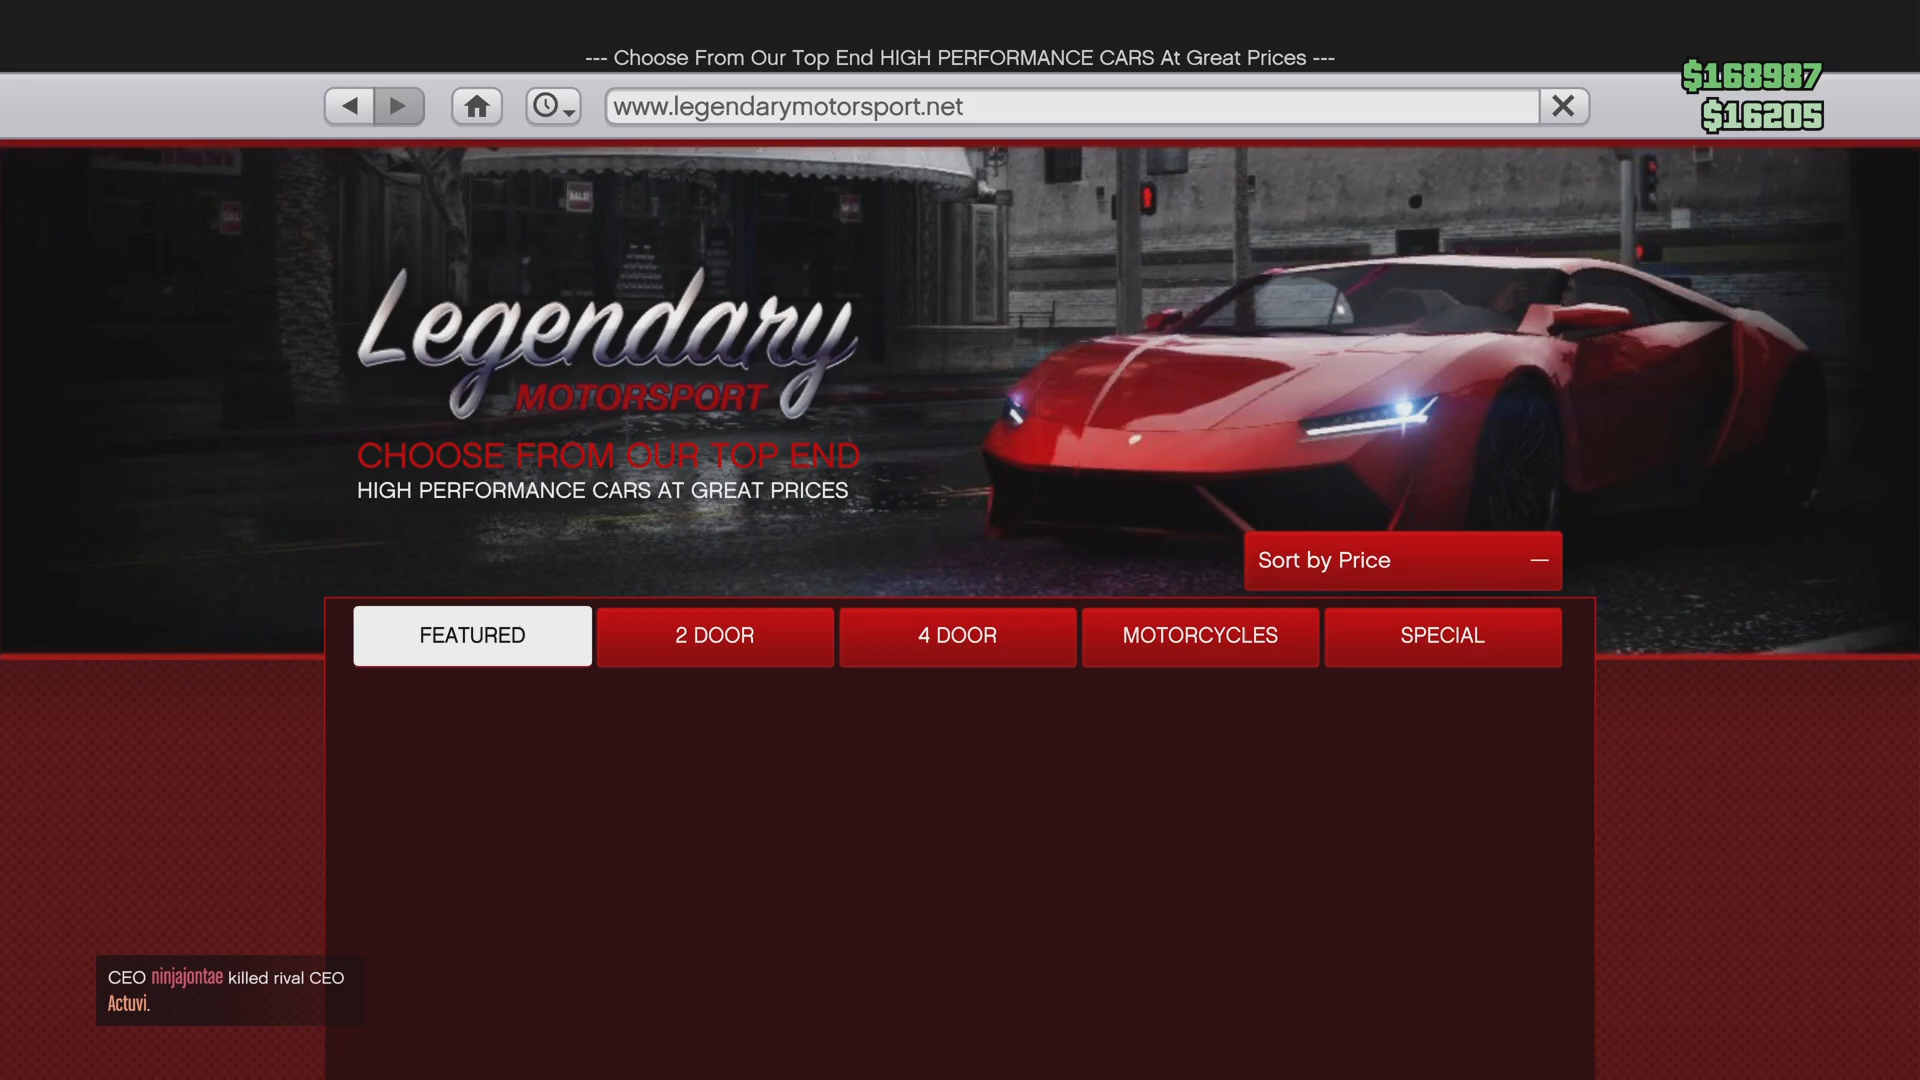 --- Choose From Our Top End HIGH PERFORMANCE CARS At Great Prices ---
$168987
www.legendarymotorsport.net
$16205
SALE
Legendary
MOTORSPORT
CHOOSE FROM OUR TOP END
HIGH PERFORMANCE CARS AT GREAT PRICES
Sort by Price
FEATURED
2 DOOR
4 DOOR
MOTORCYCLES
SPECIAL
CEO ninjajontae killed rival CEO
Actuvi.